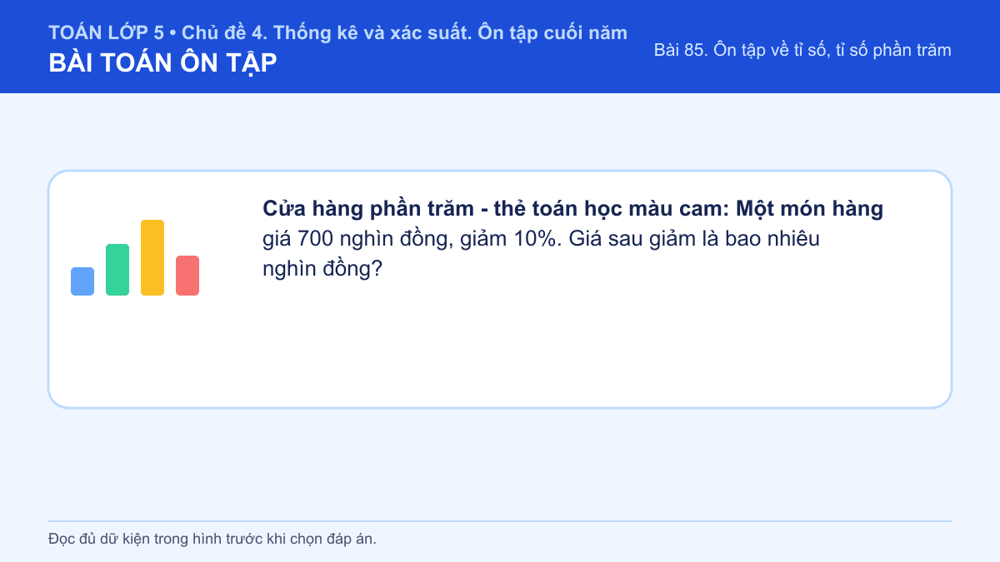 TOÁN LỚP 5 • Chủ đề 4. Thống kê và xác suất. Ôn tập cuối năm
BÀI TOÁN ÔN TẬP
Bài 85. Ôn tập về tỉ số, tỉ số phần trăm
Cửa hàng phần trăm - thẻ toán học màu cam: Một món hàng
giá 700 nghìn đồng, giảm 10%. Giá sau giảm là bao nhiêu
nghìn đồng?
Đọc đủ dữ kiện trong hình trước khi chọn đáp án.